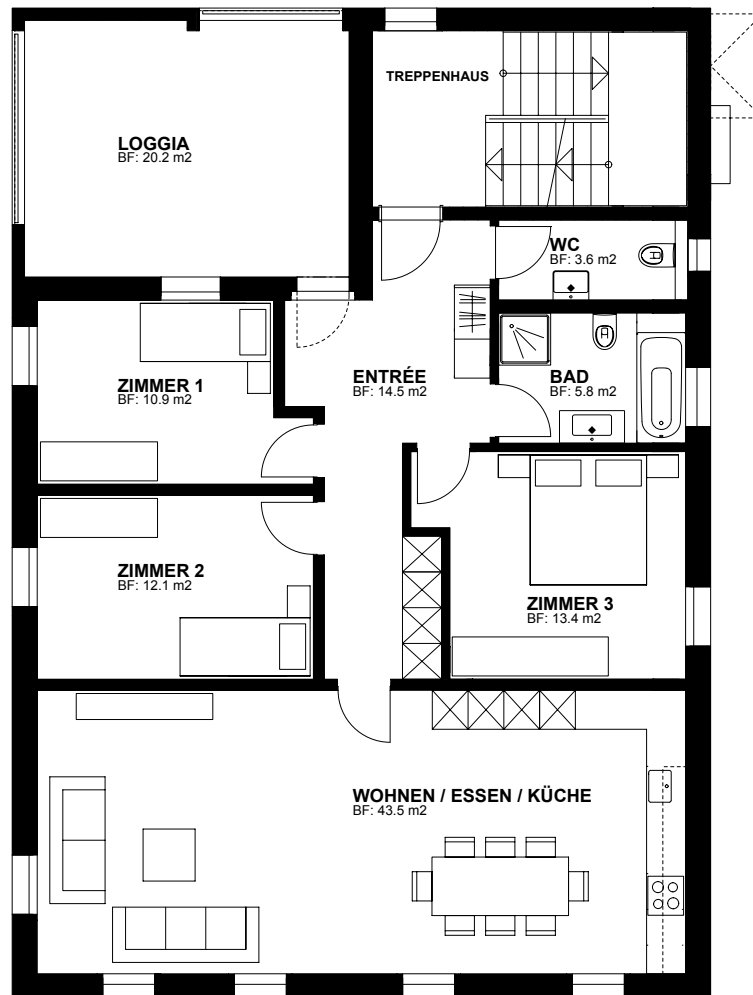 TREPPENHAUS
LOGGIA
BF: 20.2 m2
WC
BF: 3.6 m2
ZIMMER 1
BF: 10.9 m2
ENTRÉE
BF: 14.5 m2
BAD
BF: 5.8 m2
ZIMMER 2
BF: 12.1 m2
ZIMMER 3
BF: 13.4 m2
WOHNEN / ESSEN / KÜCHE
BF: 43.5 m2